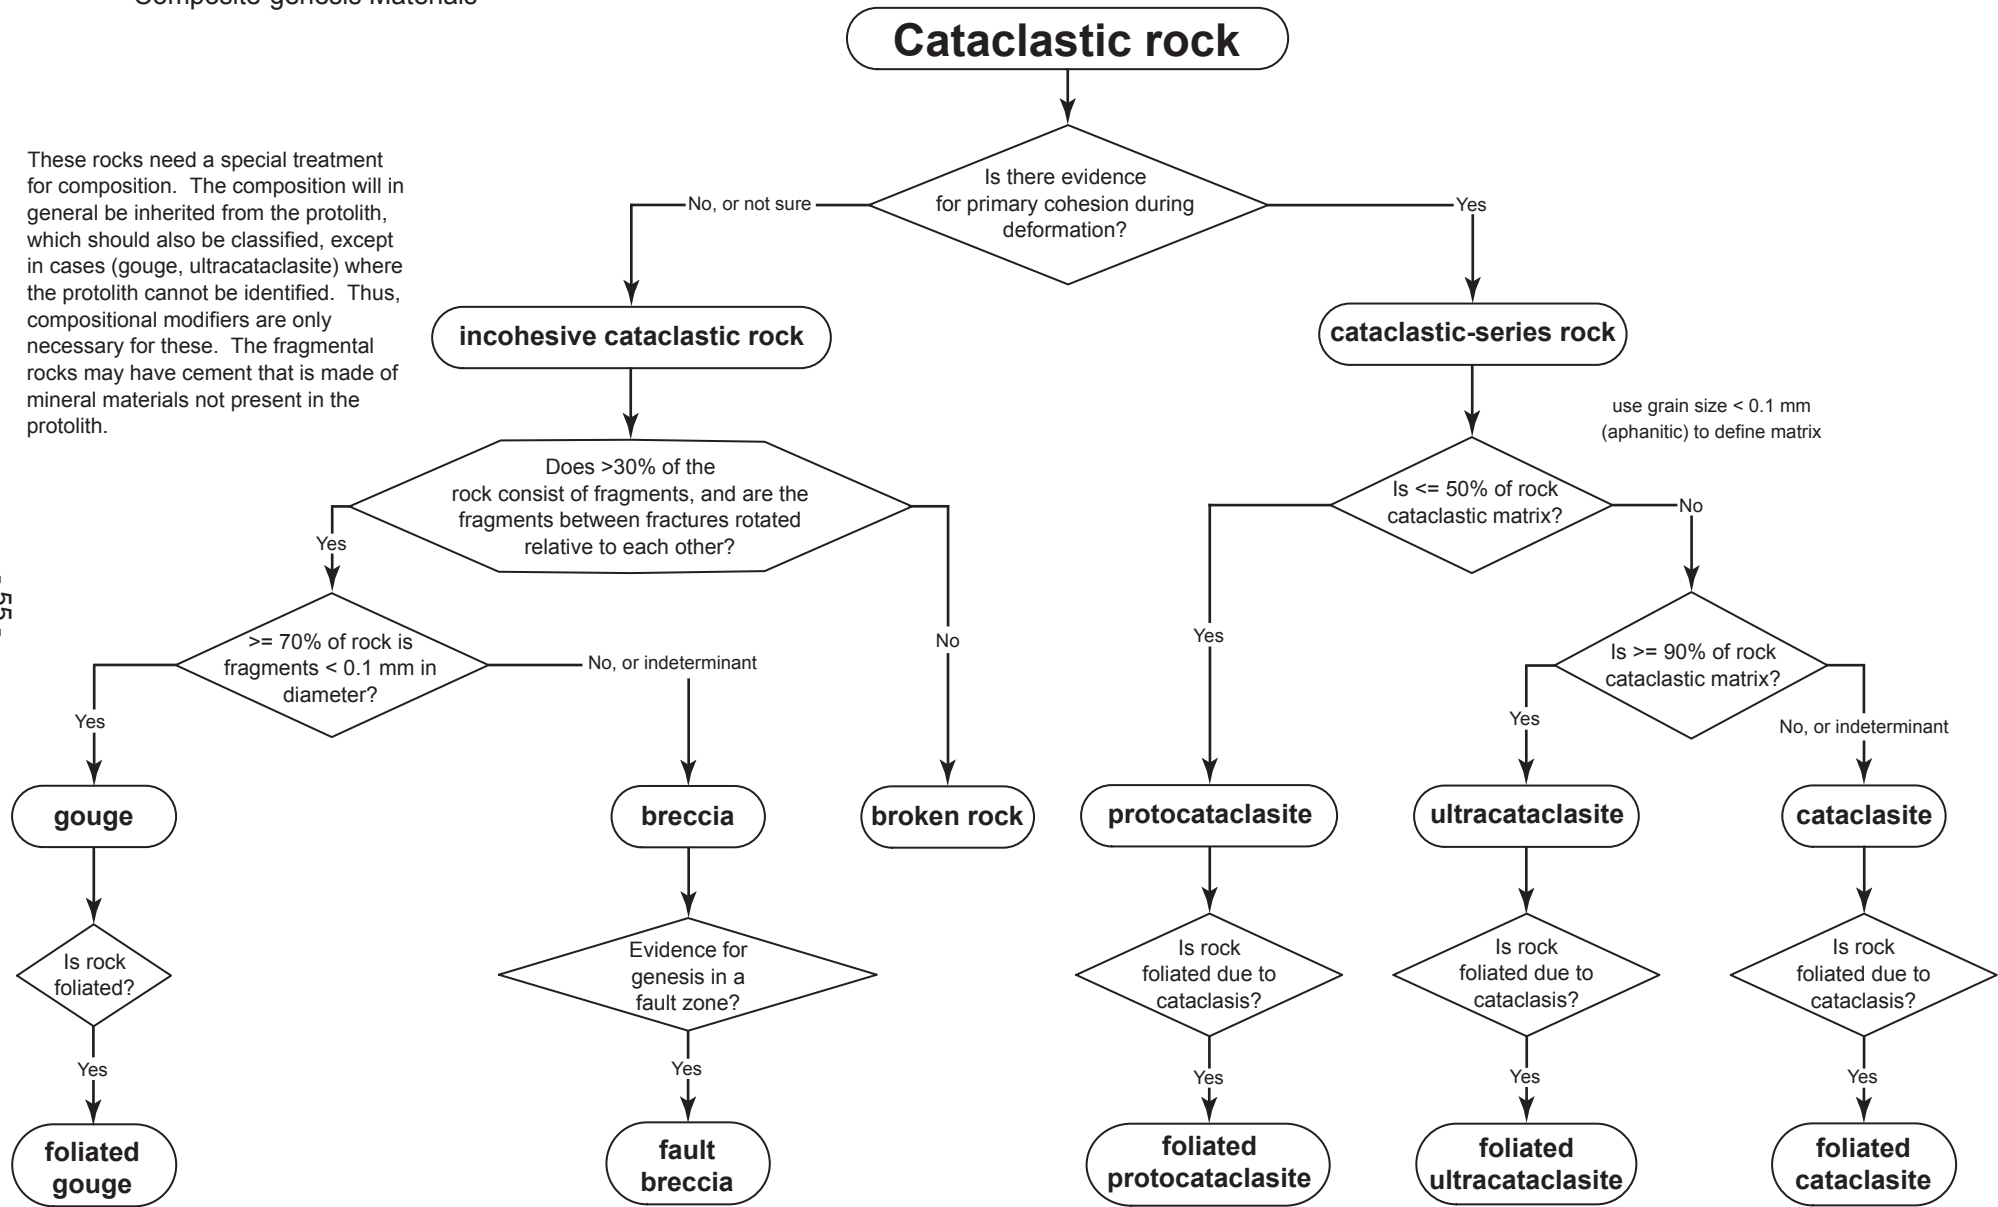 Composite-genesis Materials
Cataclastic rock
These rocks need a special treatment
for composition. The composition will in
general be inherited from the protolith,
which should also be classified, except
in cases (gouge, ultracataclasite) where
the protolith cannot be identified. Thus,
compositional modifiers are only
necessary for these. The fragmental
rocks may have cement that is made of
mineral materials not present in the
protolith.
Is there evidence
for primary cohesion during
deformation?
No, or not sure
Yes
incohesive cataclastic rock
cataclastic-series rock
use grain size < 0.1 mm
(aphanitic) to define matrix
Does >30% of the
rock consist of fragments, and are the
fragments between fractures rotated
relative to each other?
Is <= 50% of rock
cataclastic matrix?
No
Yes
- 55 -
>= 70% of rock is
fragments < 0.1 mm in
diameter?
No, or indeterminant
No
Yes
Is >= 90% of rock
cataclastic matrix?
Yes
Yes
No, or indeterminant
gouge
breccia
broken rock
protocataclasite
ultracataclasite
cataclasite
Is rock
foliated?
Evidence for
genesis in a
fault zone?
Is rock
foliated due to
cataclasis?
Is rock
foliated due to
cataclasis?
Is rock
foliated due to
cataclasis?
Yes
Yes
Yes
Yes
Yes
foliated
gouge
fault
breccia
foliated
protocataclasite
foliated
ultracataclasite
foliated
cataclasite